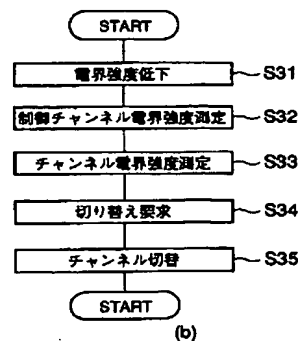 START
電界強度低下 S31
制御チャンネル電界強度測定 S32
チャンネル電界強度測定 S33
切り替え要求 S34
チャンネル切替 S35
START
(b)